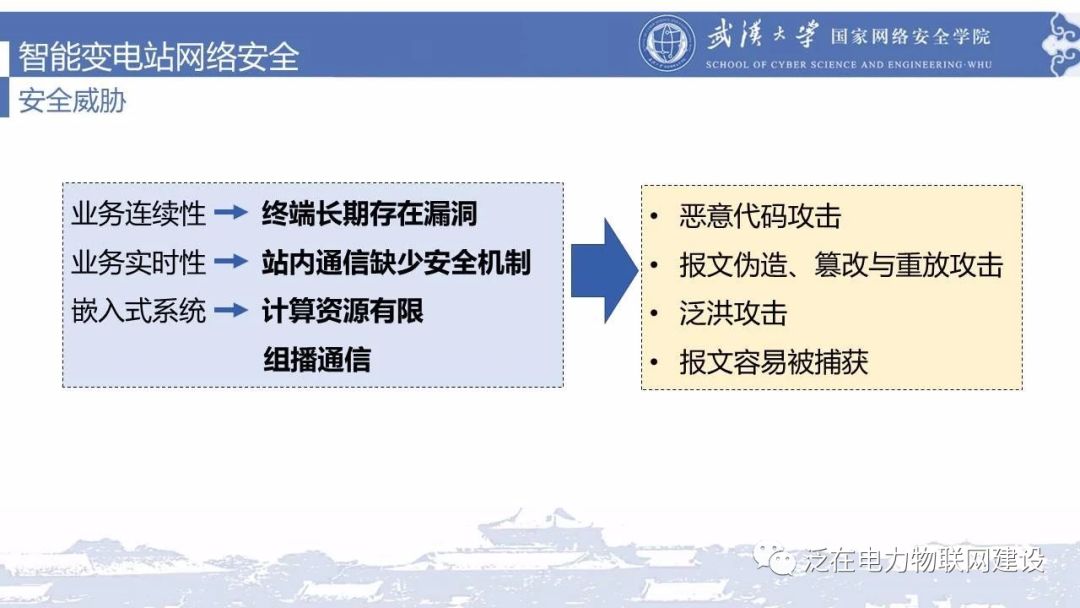 智能变电站网络安全
武汉大学 国家网络安全学院
SCHOOL OF CYBER SCIENCE AND ENGINEERING·WHU
安全威胁
业务连续性 → 终端长期存在漏洞
业务实时性 → 站内通信缺少安全机制
嵌入式系统 → 计算资源有限
组播通信
• 恶意代码攻击
• 报文伪造、篡改与重放攻击
• 泛洪攻击
• 报文容易被捕获
泛在电力物联网建设